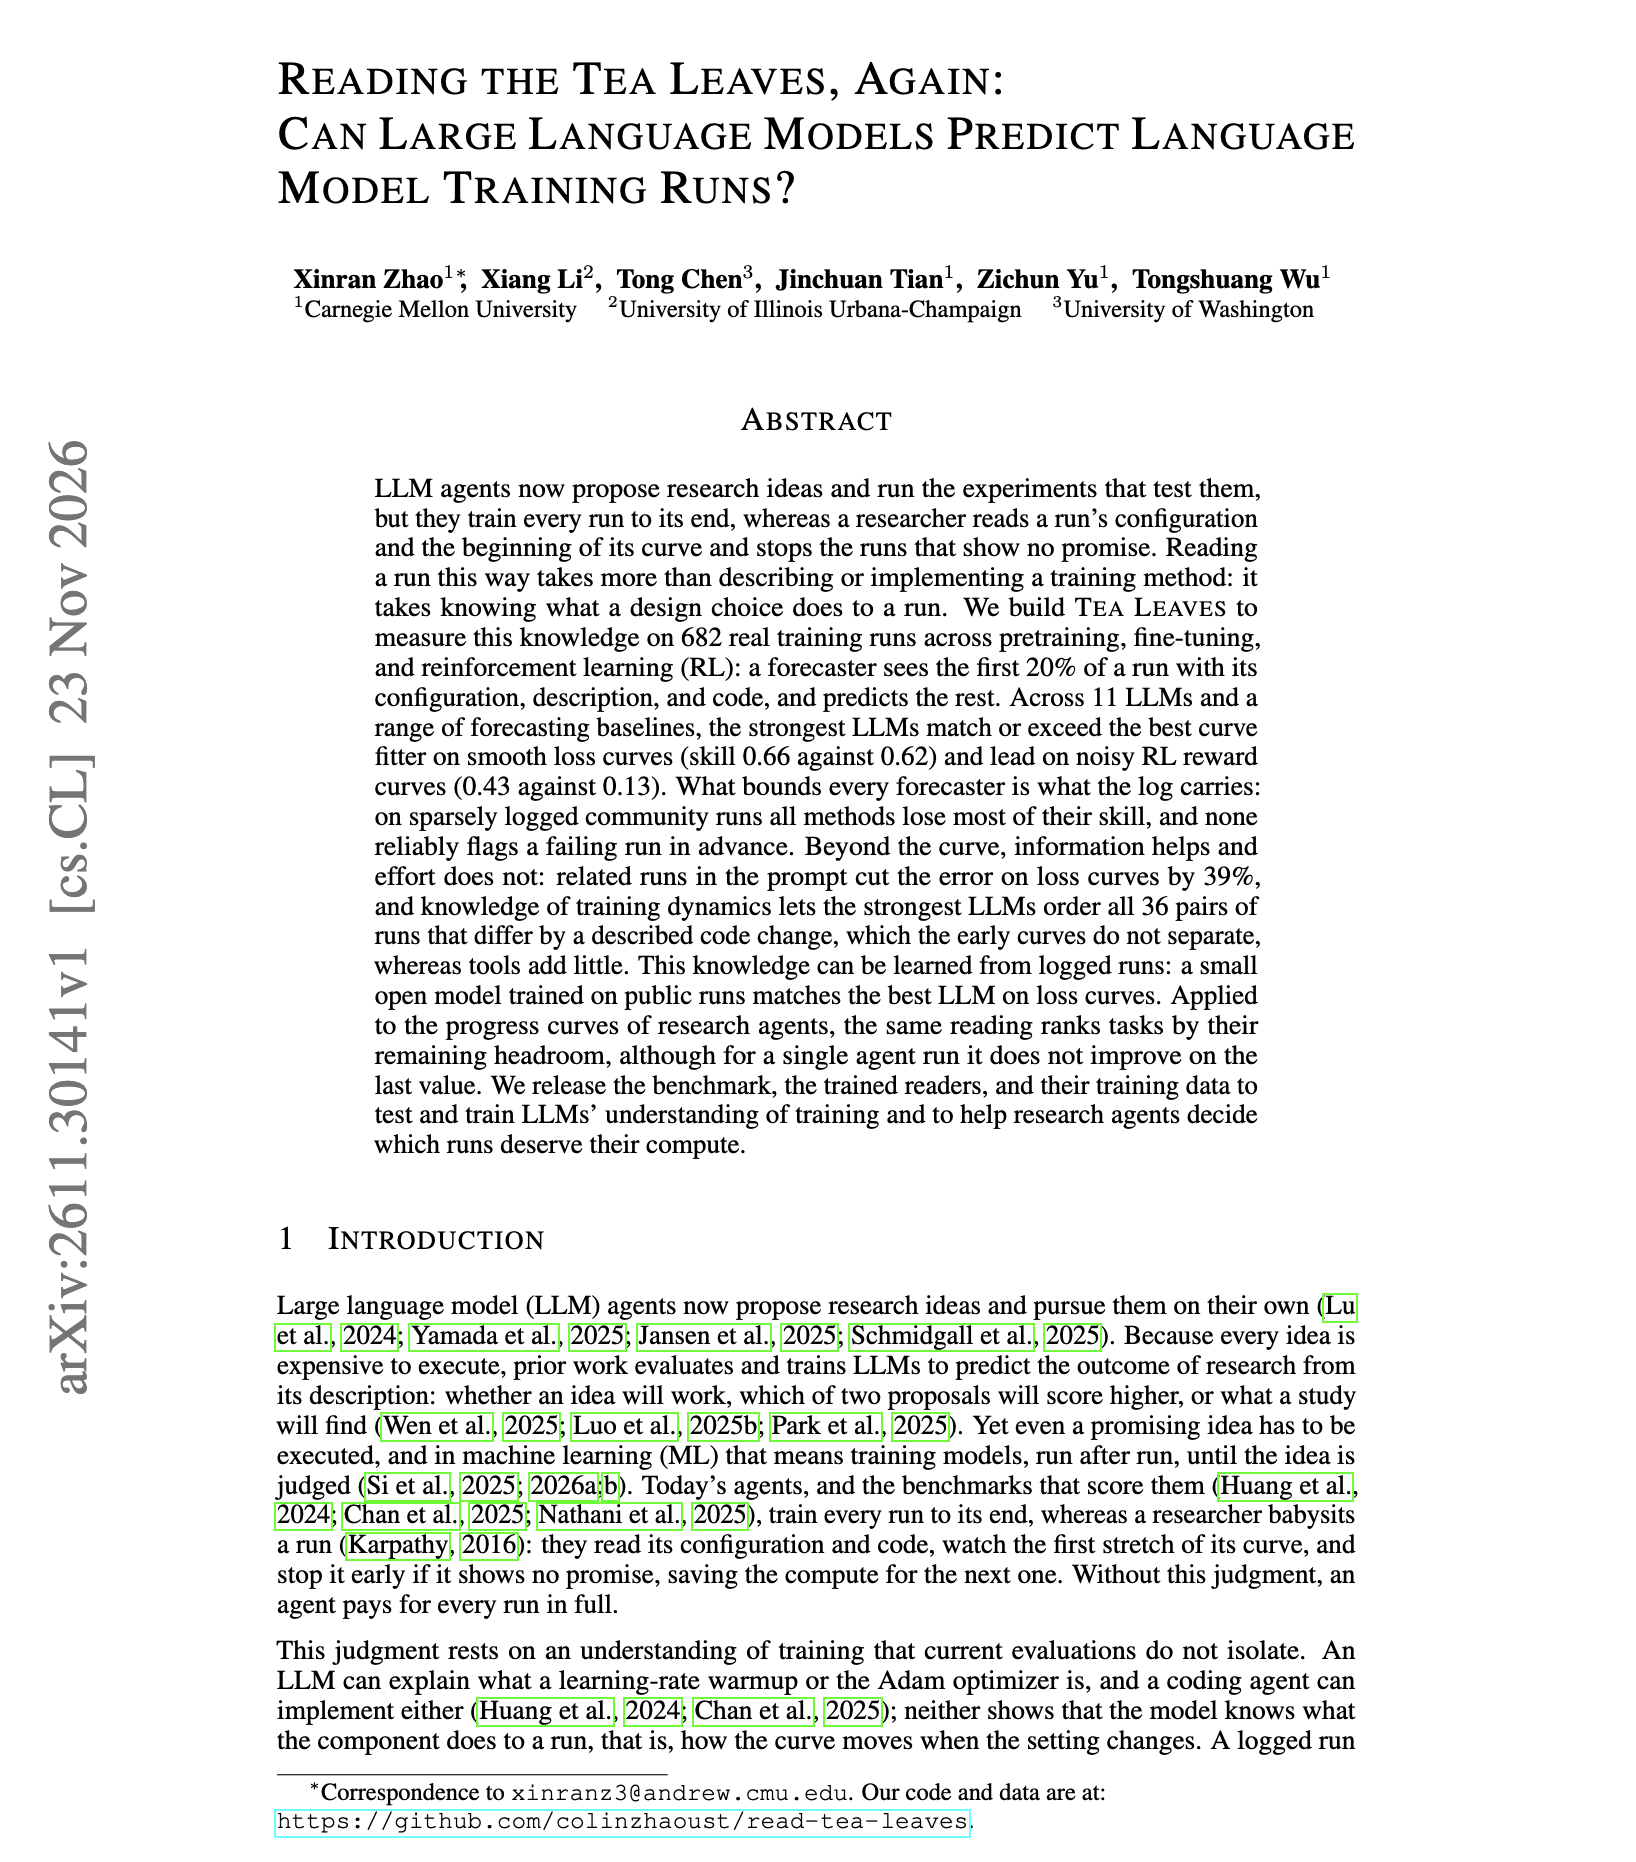 READING THE TEA LEAVES, AGAIN:
CAN LARGE LANGUAGE MODELS PREDICT LANGUAGE
MODEL TRAINING RUNS?
Xinran Zhao1*, Xiang Li2, Tong Chen3, Jinchuan Tian1, Zichun Yu1, Tongshuang Wu1
1Carnegie Mellon University 2University of Illinois Urbana-Champaign 3University of Washington
arXiv:2611.30141v1 [cs.CL] 23 Nov 2026
ABSTRACT
LLM agents now propose research ideas and run the experiments that test them,
but they train every run to its end, whereas a researcher reads a run's configuration
and the beginning of its curve and stops the runs that show no promise. Reading
a run this way takes more than describing or implementing a training method: it
takes knowing what a design choice does to a run. We build TEA LEAVES to
measure this knowledge on 682 real training runs across pretraining, fine-tuning,
and reinforcement learning (RL): a forecaster sees the first 20% of a run with its
configuration, description, and code, and predicts the rest. Across 11 LLMs and a
range of forecasting baselines, the strongest LLMs match or exceed the best curve
fitter on smooth loss curves (skill 0.66 against 0.62) and lead on noisy RL reward
curves (0.43 against 0.13). What bounds every forecaster is what the log carries:
on sparsely logged community runs all methods lose most of their skill, and none
reliably flags a failing run in advance. Beyond the curve, information helps and
effort does not: related runs in the prompt cut the error on loss curves by 39%,
and knowledge of training dynamics lets the strongest LLMs order all 36 pairs of
runs that differ by a described code change, which the early curves do not separate,
whereas tools add little. This knowledge can be learned from logged runs: a small
open model trained on public runs matches the best LLM on loss curves. Applied
to the progress curves of research agents, the same reading ranks tasks by their
remaining headroom, although for a single agent run it does not improve on the
last value. We release the benchmark, the trained readers, and their training data to
test and train LLMs' understanding of training and to help research agents decide
which runs deserve their compute.
1 INTRODUCTION
Large language model (LLM) agents now propose research ideas and pursue them on their own (Lu
et al., 2024; Yamada et al., 2025; Jansen et al., 2025; Schmidgall et al., 2025). Because every idea is
expensive to execute, prior work evaluates and trains LLMs to predict the outcome of research from
its description: whether an idea will work, which of two proposals will score higher, or what a study
will find (Wen et al., 2025; Luo et al., 2025b; Park et al., 2025). Yet even a promising idea has to be
executed, and in machine learning (ML) that means training models, run after run, until the idea is
judged (Si et al., 2025; 2026a;b). Today's agents, and the benchmarks that score them (Huang et al.,
2024; Chan et al., 2025; Nathani et al., 2025), train every run to its end, whereas a researcher babysits
a run (Karpathy, 2016): they read its configuration and code, watch the first stretch of its curve, and
stop it early if it shows no promise, saving the compute for the next one. Without this judgment, an
agent pays for every run in full.
This judgment rests on an understanding of training that current evaluations do not isolate. An
LLM can explain what a learning-rate warmup or the Adam optimizer is, and a coding agent can
implement either (Huang et al., 2024; Chan et al., 2025); neither shows that the model knows what
the component does to a run, that is, how the curve moves when the setting changes. A logged run
*Correspondence to xinranz3@andrew.cmu.edu. Our code and data are at:
https://github.com/colinzhaoust/read-tea-leaves.